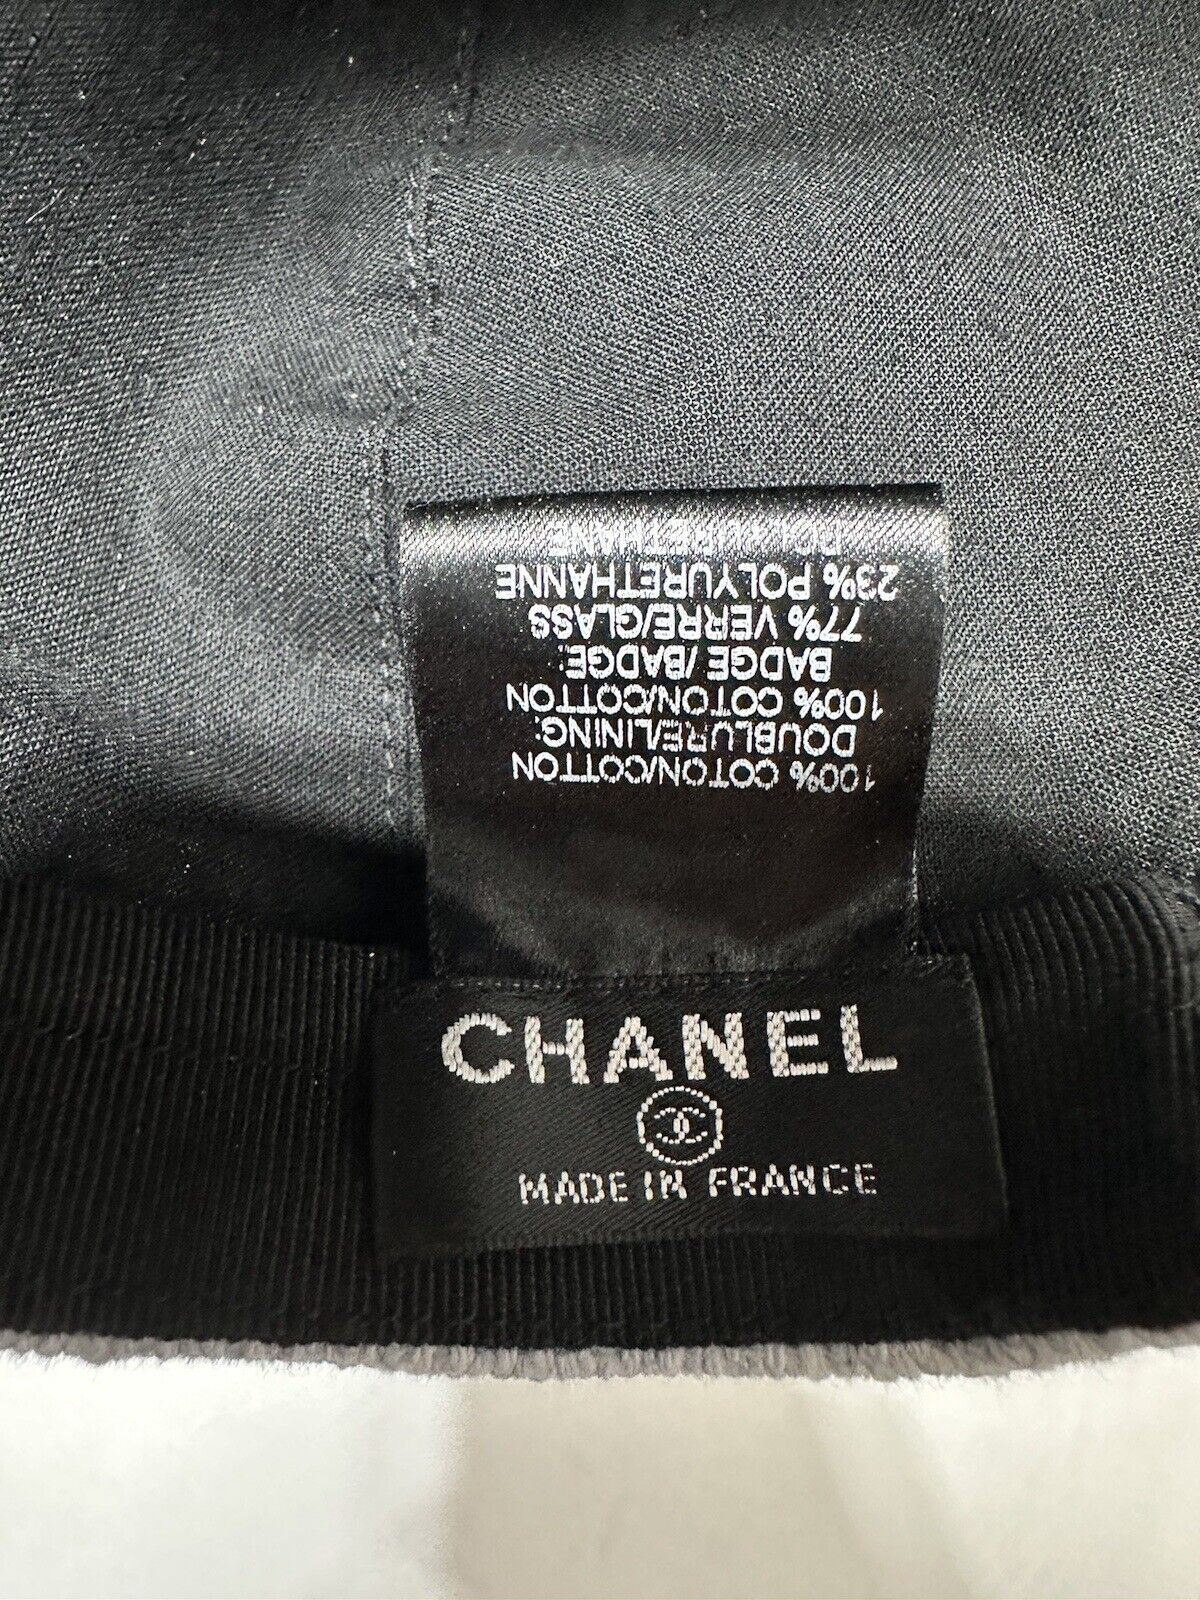 100% COTON/COTTON
DOUBLURE/LINING:
100% COTON/COTTON
BADGE /BADGE:
77% VERRE/GLASS
23% POLYURETHANNE
POLYURETHANE
CHANEL
MADE IN FRANCE